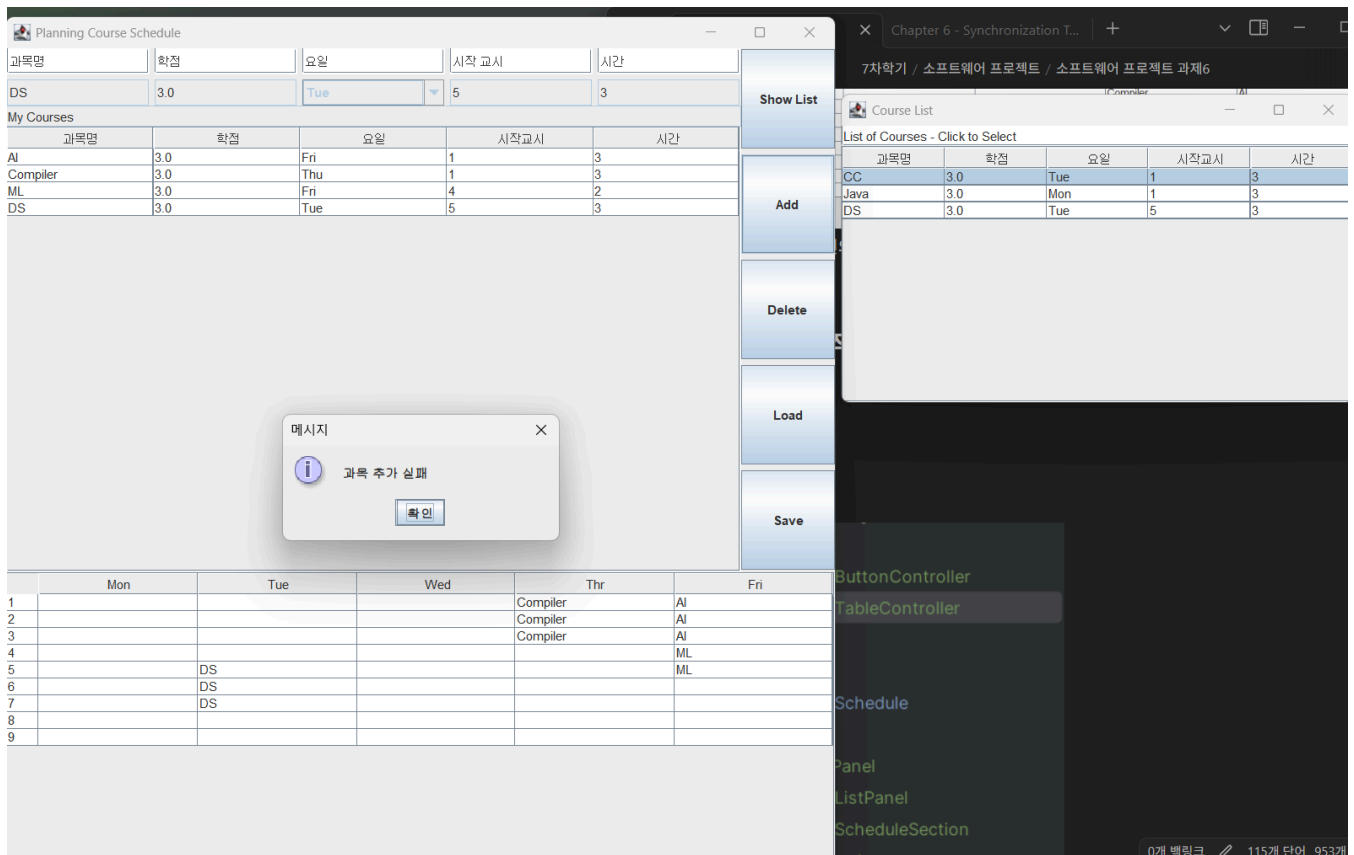 Planning Course Schedule
과목명 학점 요일 시작 교시 시간
DS 3.0 Tue 5 3
My Courses
과목명 학점 요일 시작교시 시간
AI 3.0 Fri 1 3
Compiler 3.0 Thu 1 3
ML 3.0 Fri 4 2
DS 3.0 Tue 5 3
Show List
Add
Delete
Load
Save
메시지
과목 추가 실패
확인
Mon Tue Wed Thr Fri
1 Compiler AI
2 Compiler AI
3 Compiler AI
4 ML
5 DS ML
6 DS
7 DS
8
9
Chapter 6 - Synchronization T...
7차학기 / 소프트웨어 프로젝트 / 소프트웨어 프로젝트 과제6
Course List
List of Courses - Click to Select
과목명 학점 요일 시작교시 시간
CC 3.0 Tue 1 3
Java 3.0 Mon 1 3
DS 3.0 Tue 5 3
ButtonController
TableController
Schedule
Panel
ListPanel
ScheduleSection
0개 백링크 115개 단어 953개